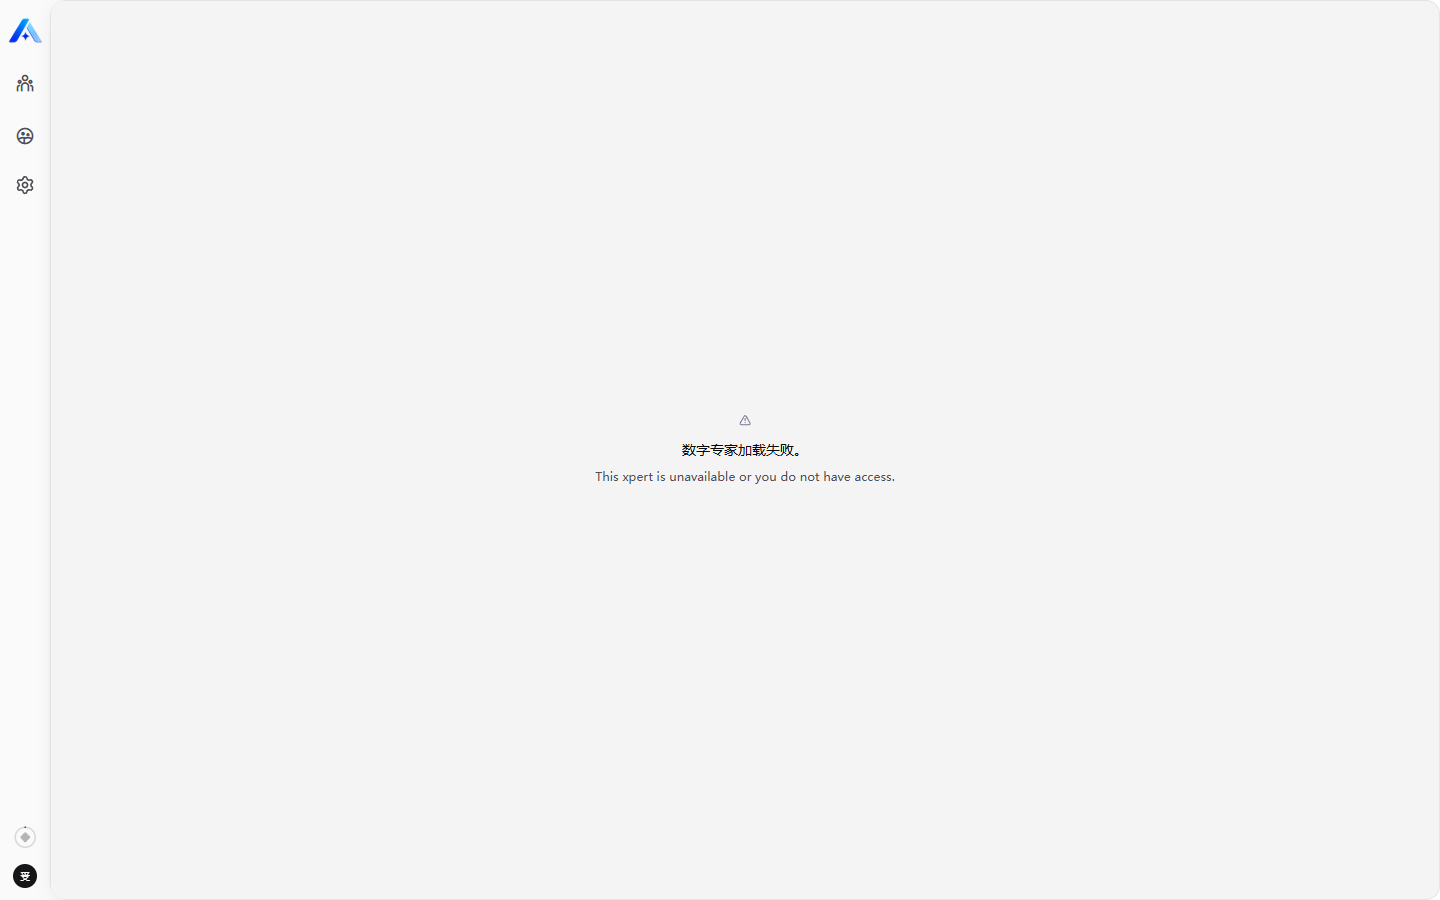 数字专家加载失败。
This xpert is unavailable or you do not have access.